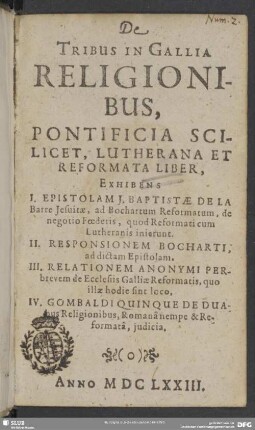 Num. 2.
De
TRIBUS IN GALLIA
RELIGIONI-
BUS,
PONTIFICIA SCI-
LICET, LUTHERANA ET
REFORMATA LIBER,
EXHIBENS
I. EPISTOLAM J. BAPTISTÆ DE LA
Barre Jesuitæ, ad Bochartum Reformatum, de
negotio Fœderis, quod Reformati cum
Lutheranis inierunt.
II. RESPONSIONEM BOCHARTI,
ad dictam Epistolam.
III. RELATIONEM ANONYMI PER-
brevem de Ecclesiis Galliæ Reformatis, quo
illæ hodie sint loco.
IV. GOMBALDI QUINQUE DE DUA-
bus Religionibus, Romanâ nempe & Re-
formatâ, judicia.
(o)
ANNO MDCLXXIII.
SLUB
DFG